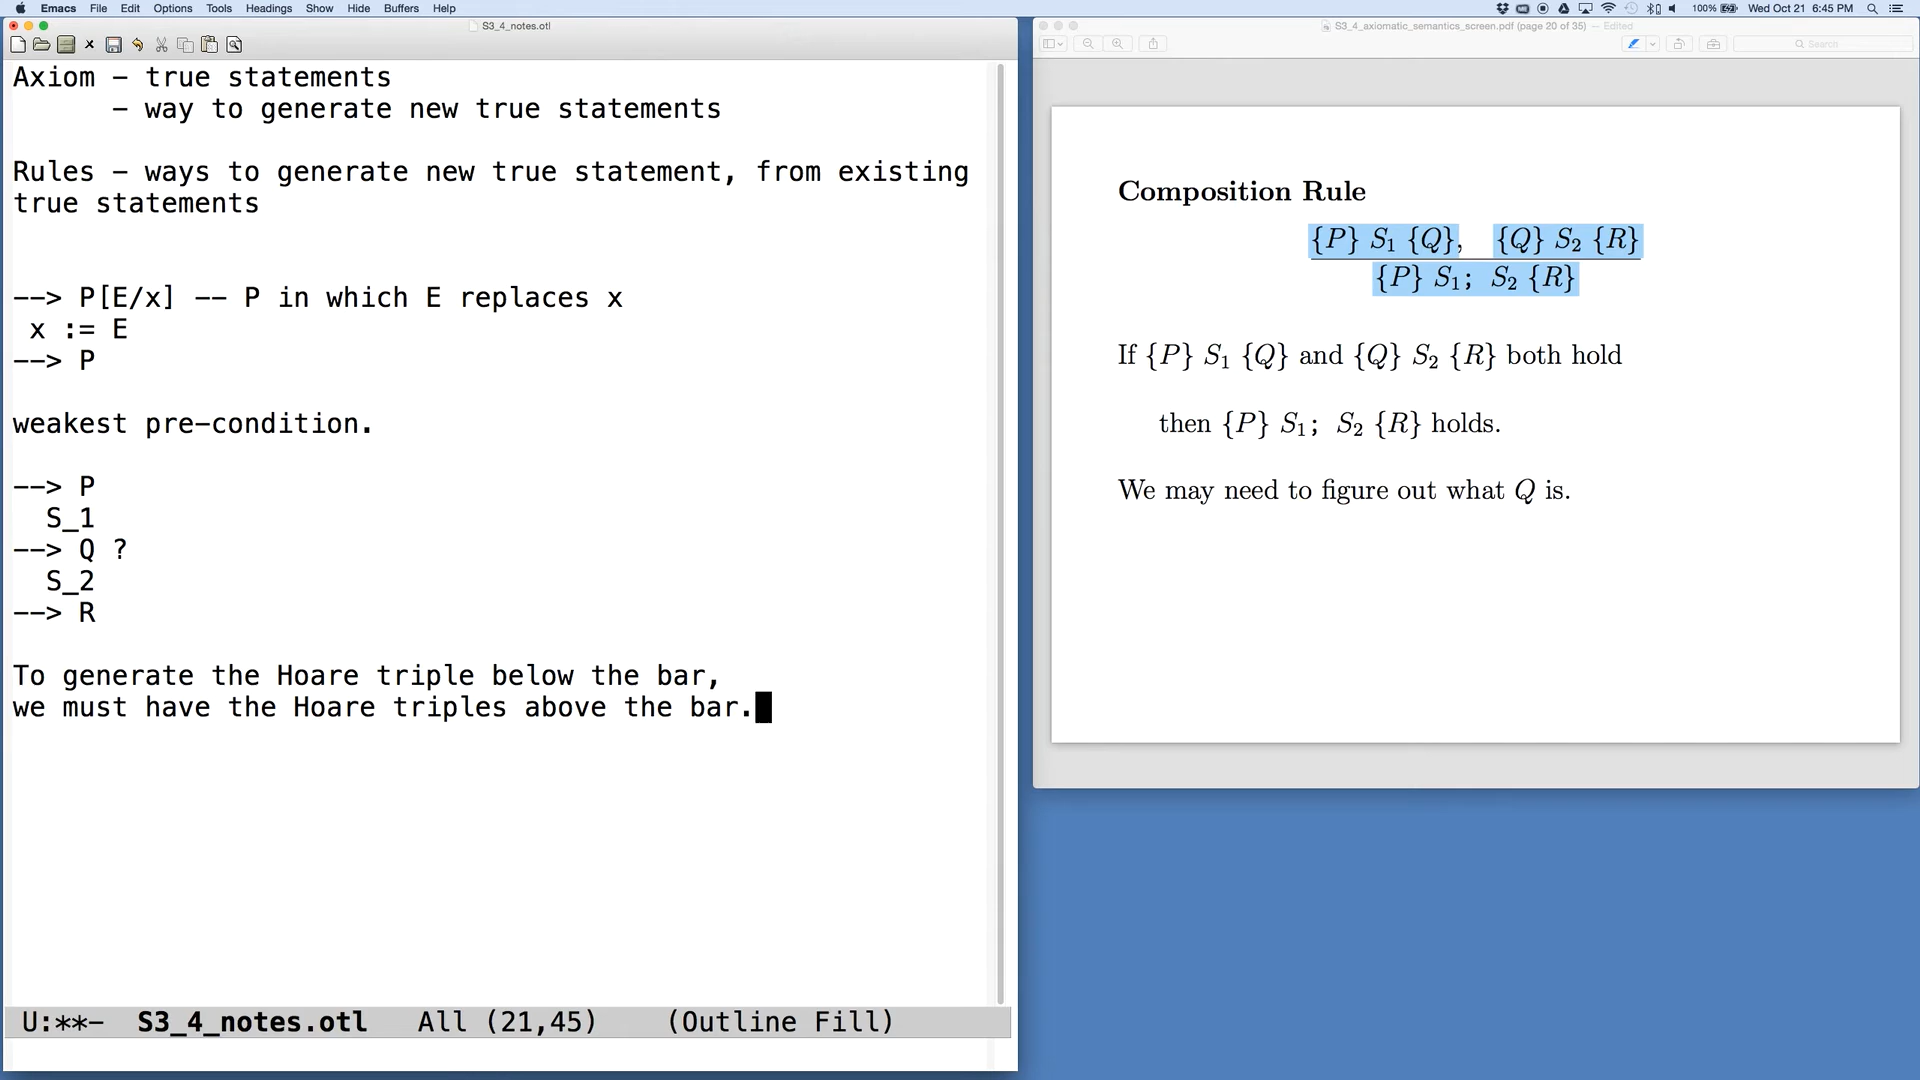 Emacs File Edit Options Tools Headings Show Hide Buffers Help
100% Wed Oct 21 6:45 PM
S3_4_notes.otl
Axiom – true statements
– way to generate new true statements
Rules – ways to generate new true statement, from existing
true statements
––> P[E/x] –– P in which E replaces x
x := E
––> P
weakest pre–condition.
––> P
S_1
––> Q ?
S_2
––> R
To generate the Hoare triple below the bar,
we must have the Hoare triples above the bar.
U:**– S3_4_notes.otl All (21,45) (Outline Fill)
S3_4_axiomatic_semantics_screen.pdf (page 20 of 35) — Edited
Search
Composition Rule
{P} S₁ {Q}, {Q} S₂ {R}
{P} S₁; S₂ {R}
If {P} S₁ {Q} and {Q} S₂ {R} both hold
then {P} S₁; S₂ {R} holds.
We may need to figure out what Q is.